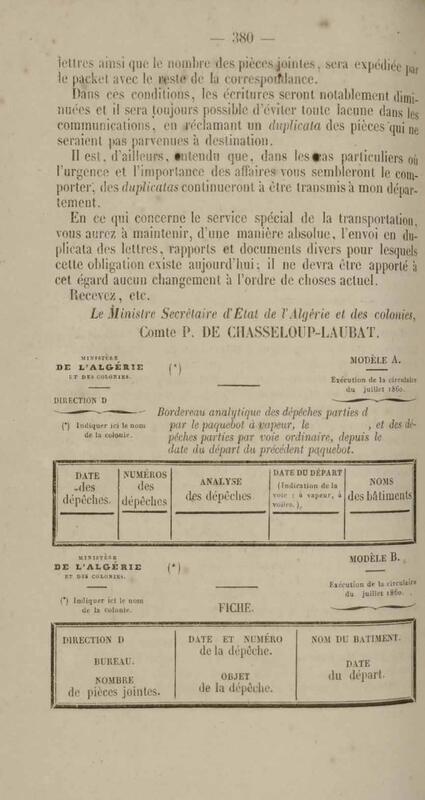 — 380 —
lettres ainsi que le nombre des pièces jointes, sera expédiée par
le packet avec le reste de la correspondance.
Dans ces conditions, les écritures seront notablement dimi-
nuées et il sera toujours possible d'éviter toute lacune dans les
communications, en réclamant un duplicata des pièces qui ne
seraient pas parvenues à destination.
Il est, d'ailleurs, entendu que, dans les cas particuliers où
l'urgence et l'importance des affaires vous sembleront le com-
porter, des duplicatas continueront à être transmis à mon dépar-
tement.
En ce qui concerne le service spécial de la transportation,
vous aurez à maintenir, d'une manière absolue, l'envoi en du-
plicata des lettres, rapports et documents divers pour lesquels
cette obligation existe aujourd'hui; il ne devra être apporté à
cet égard aucun changement à l'ordre de choses actuel.
Recevez, etc.
Le Ministre Secrétaire d'Etat de l'Algérie et des colonies,
Comte P. DE CHASSELOUP-LAUBAT.
MINISTÈRE
DE L'ALGÉRIE
ET DES COLONIES.
(*)
MODÈLE A.
Exécution de la circulaire
du juillet 1860.
DIRECTION D
(*) Indiquer ici le nom
de la colonie.
Bordereau analytique des dépêches parties d
par le paquebot à vapeur, le , et des dé-
pêches parties par voie ordinaire, depuis le
date du départ du précédent paquebot.
DATE
des
dépêches.
NUMÉROS
des
dépêches
ANALYSE
des dépêches
DATE DU DÉPART
(Indication de la
voie : à vapeur, à
voiles.)
NOMS
des bâtiments
MINISTÈRE
DE L'ALGÉRIE
ET DES COLONIES.
(*)
MODÈLE B.
Exécution de la circulaire
du juillet 1860.
(*) Indiquer ici le nom
de la colonie.
FICHE.
DIRECTION D
BUREAU.
NOMBRE
de pièces jointes.
DATE ET NUMÉRO
de la dépêche.
OBJET
de la dépêche.
NOM DU BATIMENT.
DATE
du départ.